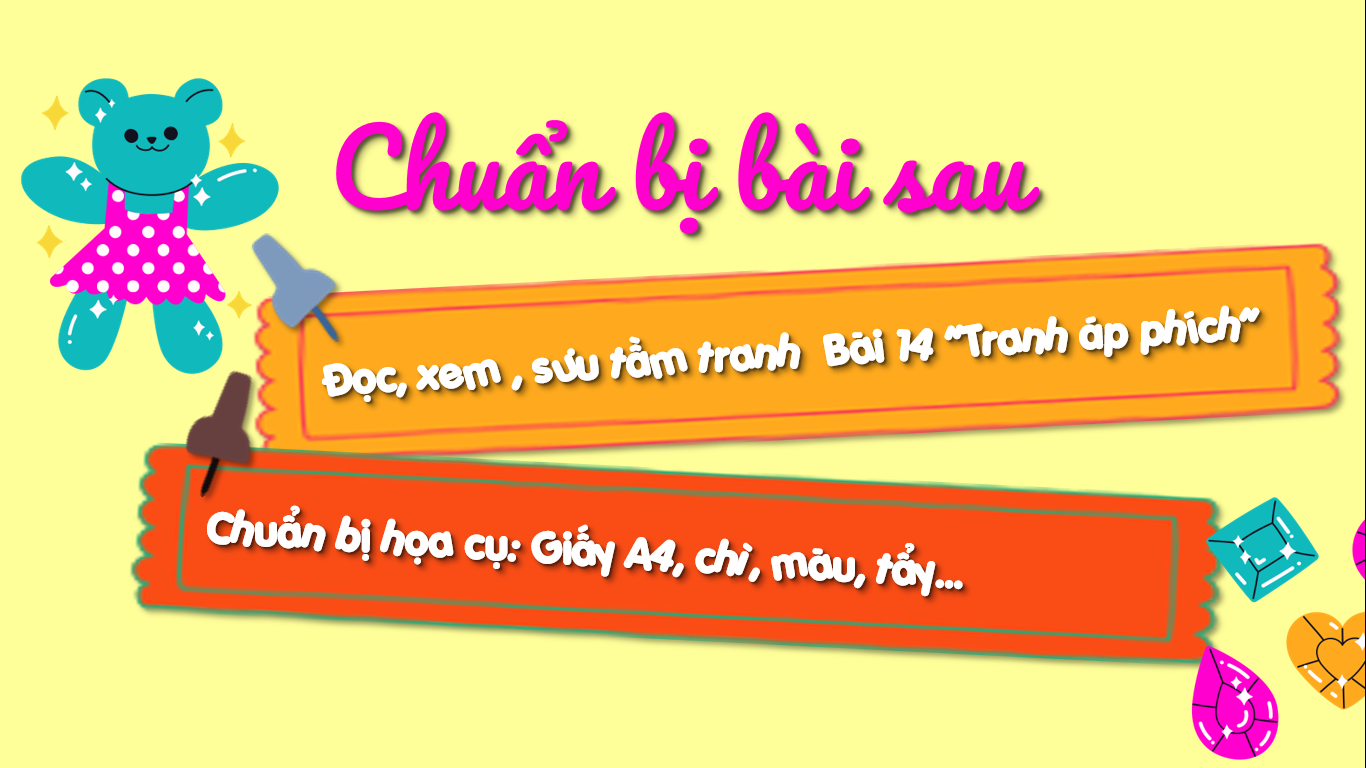 Chuẩn bị bài sau
Đọc, xem , sưu tầm tranh Bài 14 "Tranh áp phích"
Chuẩn bị họa cụ: Giấy A4, chì, màu, tẩy...